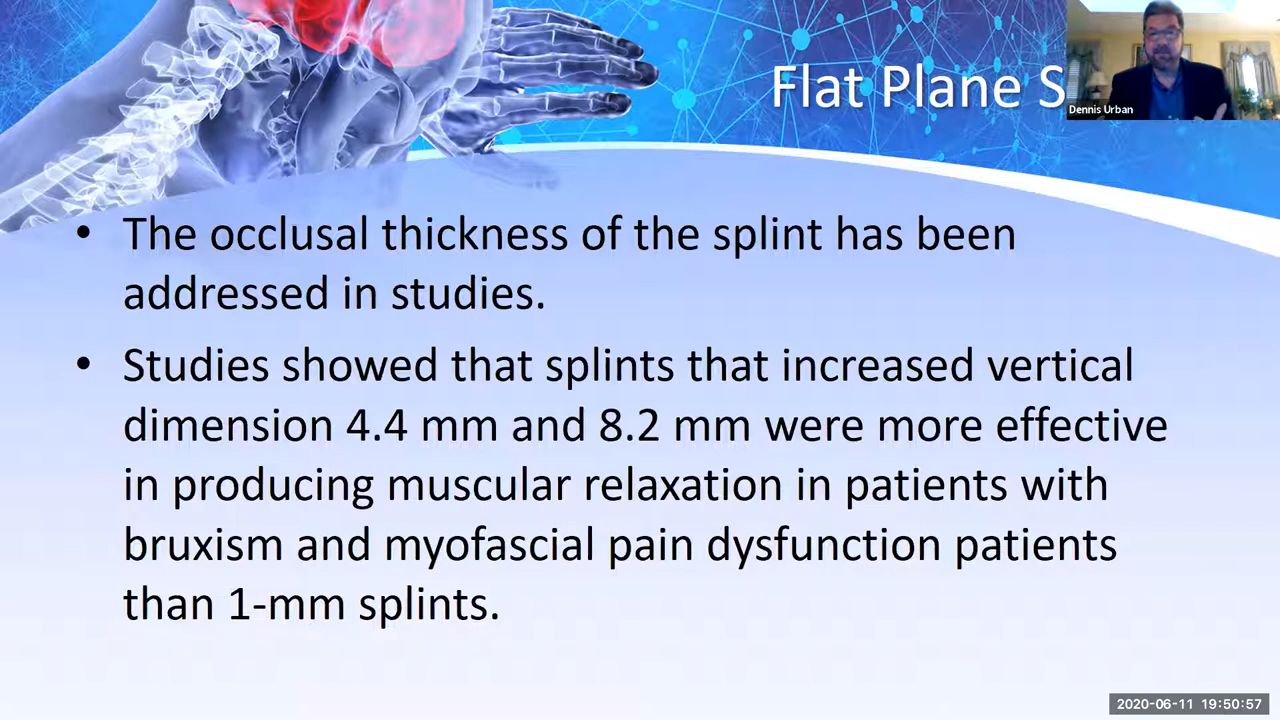 Flat Plane S
Dennis Urban
• The occlusal thickness of the splint has been
addressed in studies.
• Studies showed that splints that increased vertical
dimension 4.4 mm and 8.2 mm were more effective
in producing muscular relaxation in patients with
bruxism and myofascial pain dysfunction patients
than 1-mm splints.
2020-06-11 19:50:57